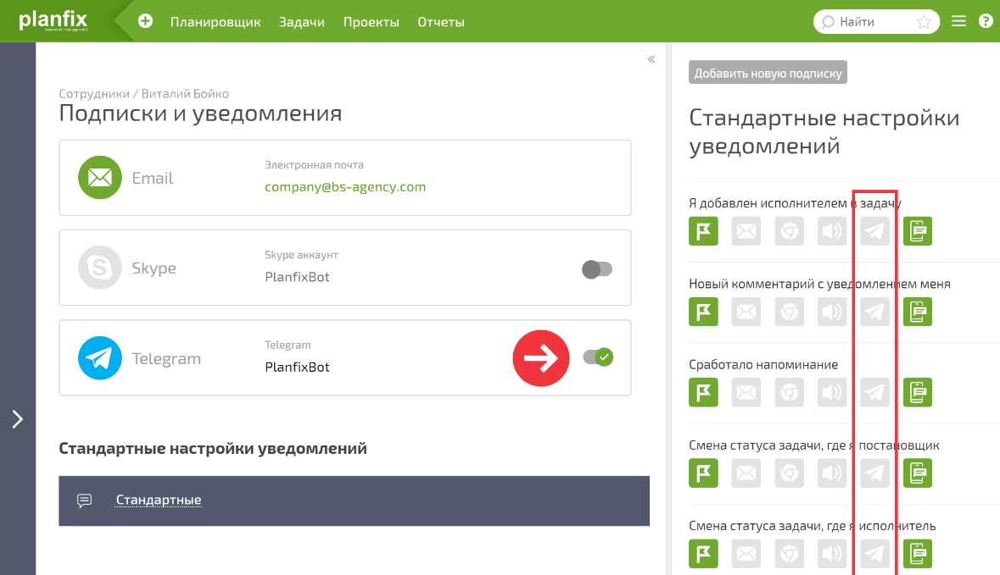 planfix
teamwork management
Планировщик Задачи Проекты Отчеты
Найти
?
Сотрудники / Виталий Бойко
Подписки и уведомления
Email
Электронная почта
company@bs-agency.com
Skype
Skype аккаунт
PlanfixBot
Telegram
Telegram
PlanfixBot
Стандартные настройки уведомлений
Стандартные
Добавить новую подписку
Стандартные настройки
уведомлений
Я добавлен исполнителем в задачу
Новый комментарий с уведомлением меня
Сработало напоминание
Смена статуса задачи, где я постановщик
Смена статуса задачи, где я исполнитель